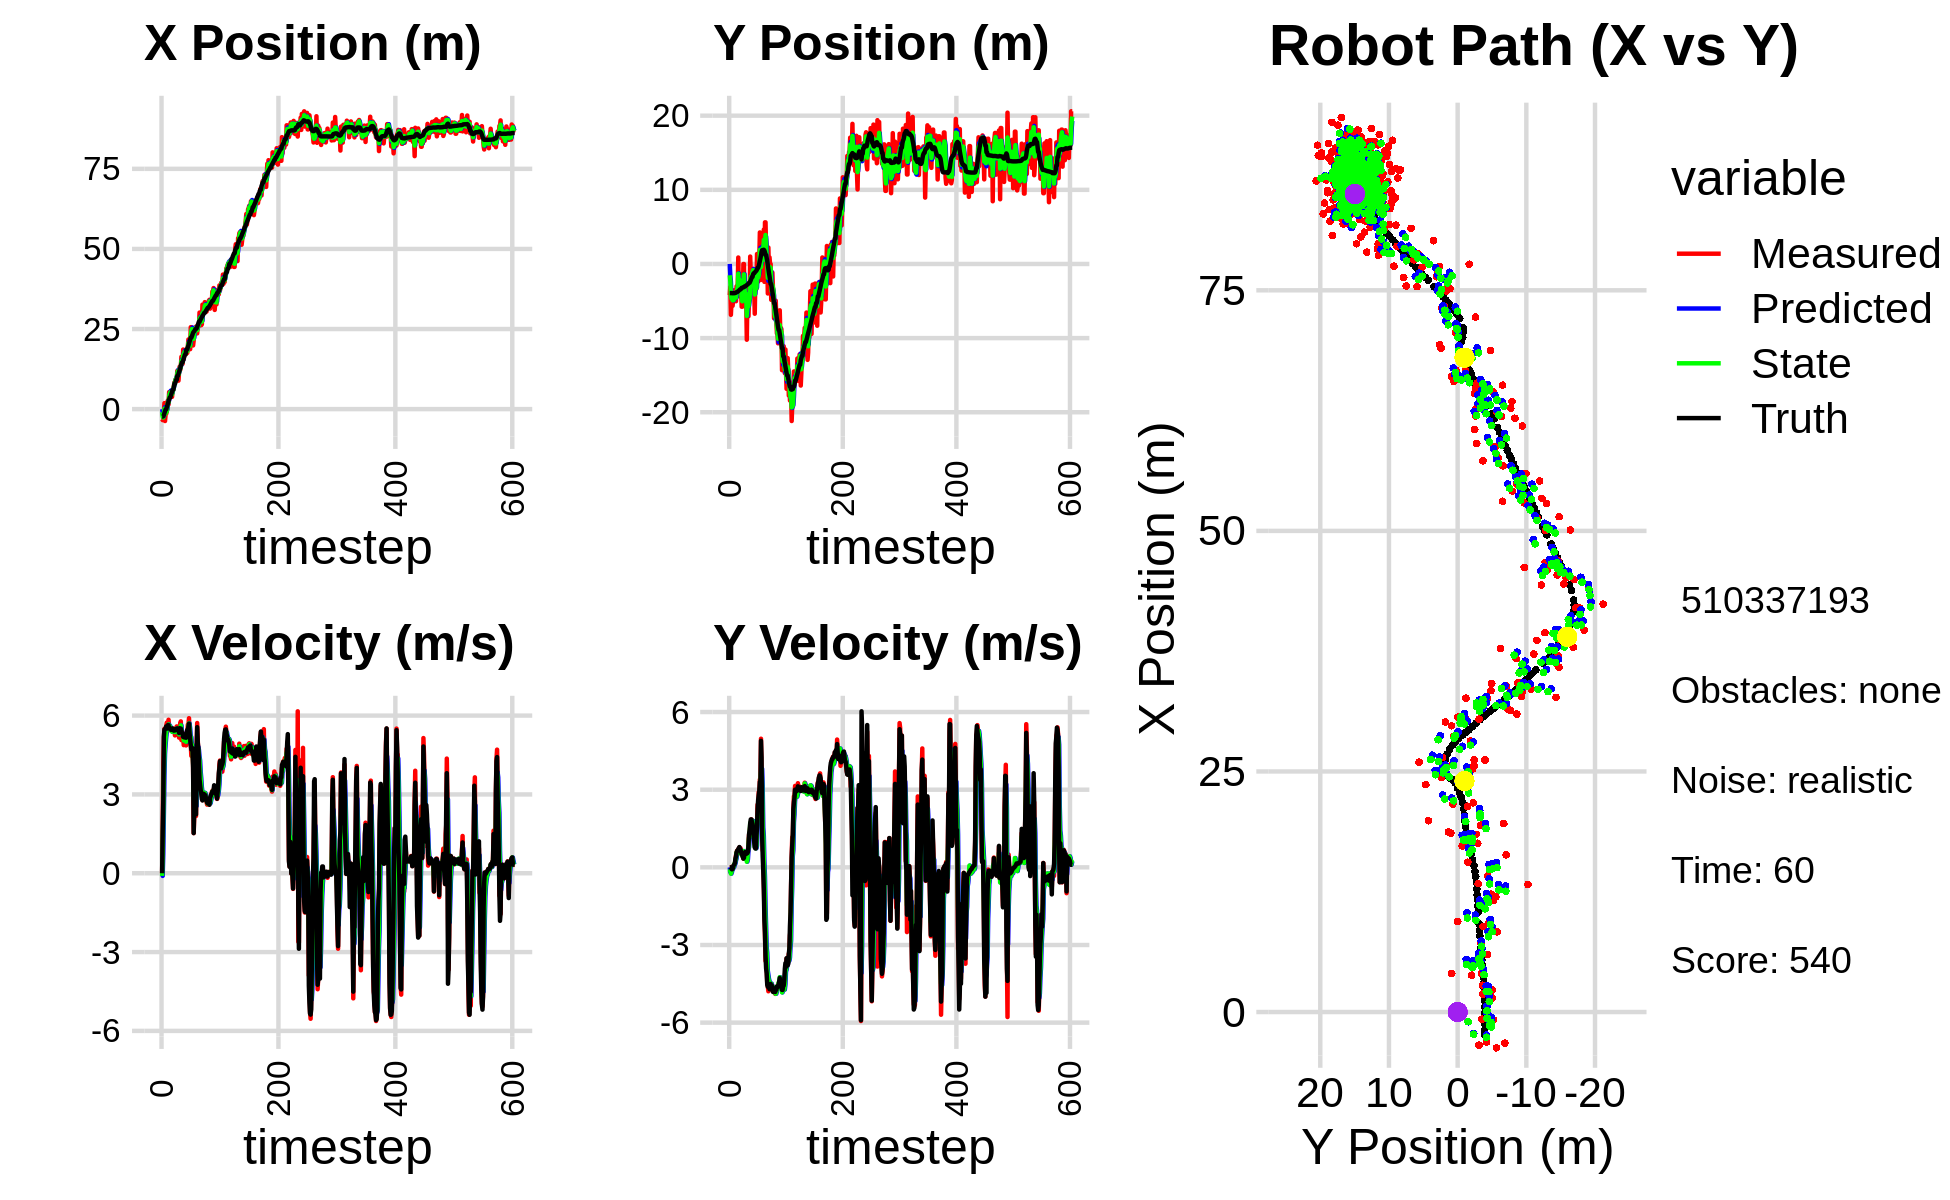 X Position (m)
75
50
25
0
0
200
400
600
timestep
Y Position (m)
20
10
0
-10
-20
0
200
400
600
timestep
X Velocity (m/s)
6
3
0
-3
-6
0
200
400
600
timestep
Y Velocity (m/s)
6
3
0
-3
-6
0
200
400
600
timestep
Robot Path (X vs Y)
X Position (m)
75
50
25
0
20 10 0 -10 -20
Y Position (m)
variable
Measured
Predicted
State
Truth
510337193
Obstacles: none
Noise: realistic
Time: 60
Score: 540